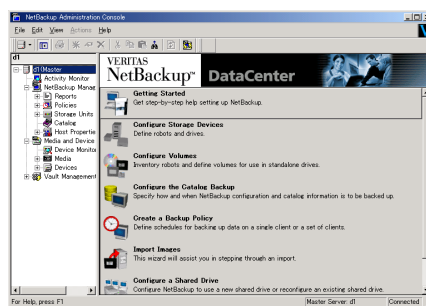 NetBackup Administration Console
File Edit View Actions Help
d1
d1(Master
Activity Monitor
NetBackup Manag
Reports
Policies
Storage Units
Catalog
Host Propertie
Media and Device
Device Monitor
Media
Devices
Vault Management
VERITAS
NetBackup™ DataCenter
Getting Started
Get step-by-step help setting up NetBackup.
Configure Storage Devices
Define robots and drives.
Configure Volumes
Inventory robots and define volumes for use in standalone drives.
Configure the Catalog Backup
Specify how and when NetBackup configuration and catalog information is to be backed up.
Create a Backup Policy
Define schedules for backing up data on a single client or a set of clients.
Import Images
This wizard will assist you in stepping through an import.
Configure a Shared Drive
Configure NetBackup to use a new shared drive or reconfigure an existing shared drive.
For Help, press F1
Master Server: d1
Connected